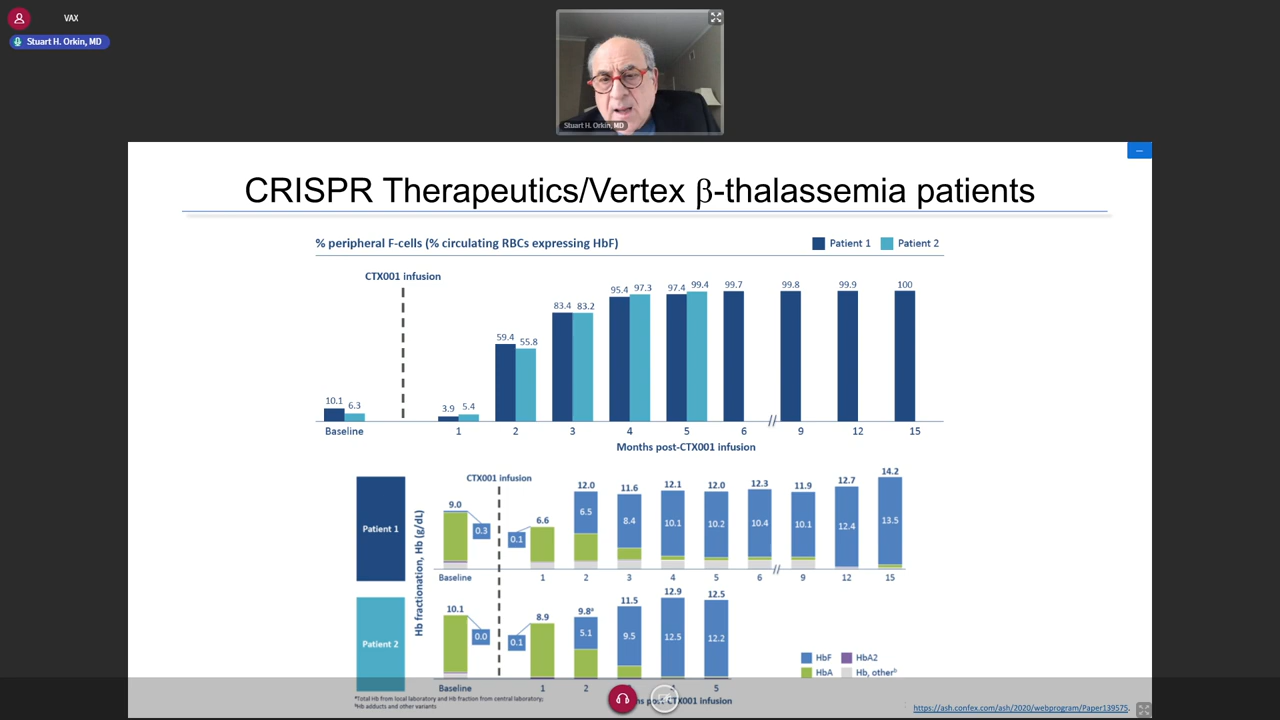 VAX
Stuart H. Orkin, MD
Stuart H. Orkin, MD
CRISPR Therapeutics/Vertex β-thalassemia patients
% peripheral F-cells (% circulating RBCs expressing HbF)
Patient 1 Patient 2
CTX001 infusion
10.1 6.3 3.9 5.4 59.4 55.8 83.4 83.2 95.4 97.3 97.4 99.4 99.7 99.8 99.9 100
Baseline 1 2 3 4 5 6 // 9 12 15
Months post-CTX001 infusion
Hb fractionation, Hb (g/dL)
Patient 1
CTX001 infusion
9.0 6.6 12.0 11.6 12.1 12.0 12.3 11.9 12.7 14.2
0.3 0.1 6.5 8.4 10.1 10.2 10.4 10.1 12.4 13.5
Baseline 1 2 3 4 5 6 // 9 12 15
Patient 2
10.1 8.9 9.8ᵃ 11.5 12.9 12.5
0.0 0.1 5.1 9.5 12.5 12.2
Baseline 1 2 5
HbF HbA2
HbA Hb, otherᵇ
post-CTX001 infusion
ᵃTotal Hb from local laboratory and Hb fraction from central laboratory;
ᵇHb adducts and other variants
https://ash.confex.com/ash/2020/webprogram/Paper139575.